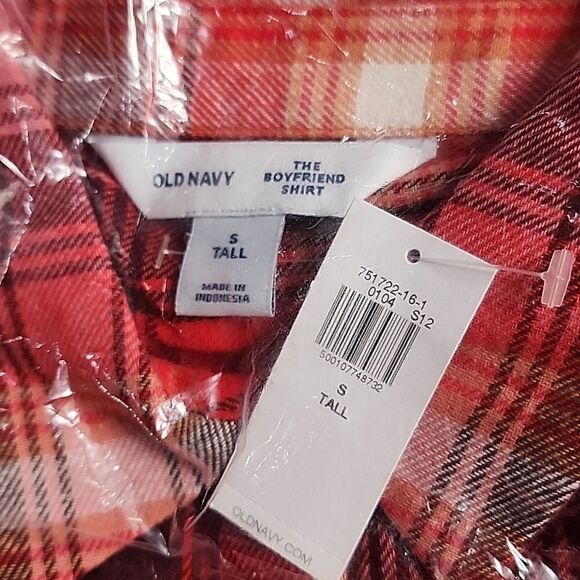 OLD NAVY
THE
BOYFRIEND
SHIRT
S
TALL
MADE IN
INDONESIA
751722-16-1
0104 S12
500107748732
S
TALL
OLDNAVY.COM